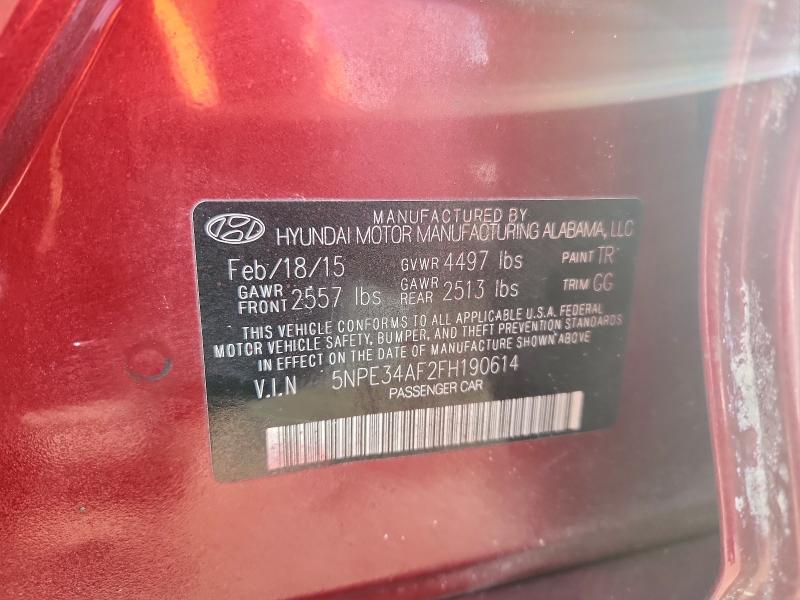 MANUFACTURED BY
HYUNDAI MOTOR MANUFACTURING ALABAMA, LLC
Feb/18/15 GVWR 4497 lbs PAINT TR
GAWR FRONT 2557 lbs GAWR REAR 2513 lbs TRIM GG
THIS VEHICLE CONFORMS TO ALL APPLICABLE U.S.A. FEDERAL
MOTOR VEHICLE SAFETY, BUMPER, AND THEFT PREVENTION STANDARDS
IN EFFECT ON THE DATE OF MANUFACTURE SHOWN ABOVE
V.I.N 5NPE34AF2FH190614
PASSENGER CAR